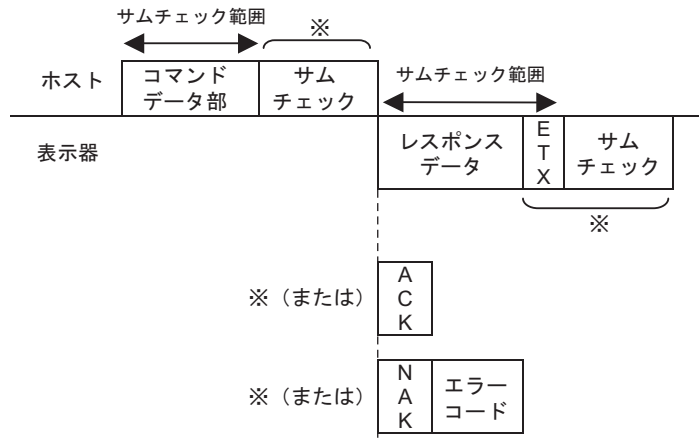 サムチェック範囲
※
ホスト
コマンド
データ部
サム
チェック
サムチェック範囲
表示器
レスポンス
データ
ETX
サム
チェック
※
※（または）
ACK
※（または）
NAK
エラー
コード